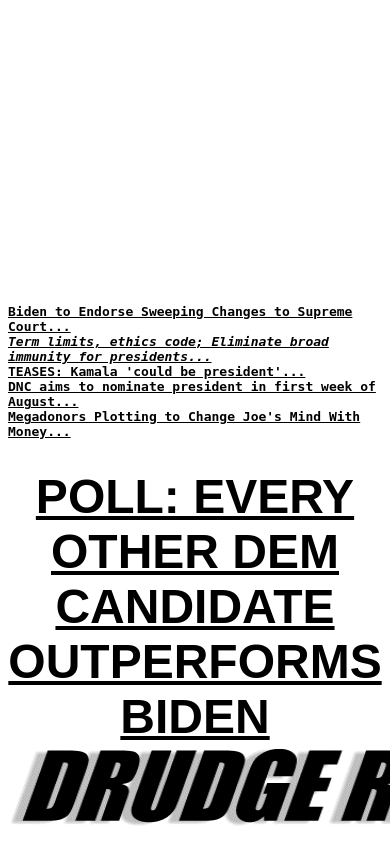 Biden to Endorse Sweeping Changes to Supreme
Court...
Term limits, ethics code; Eliminate broad
immunity for presidents...
TEASES: Kamala 'could be president'...
DNC aims to nominate president in first week of
August...
Megadonors Plotting to Change Joe's Mind With
Money...
POLL: EVERY
OTHER DEM
CANDIDATE
OUTPERFORMS
BIDEN
DRUDGE R